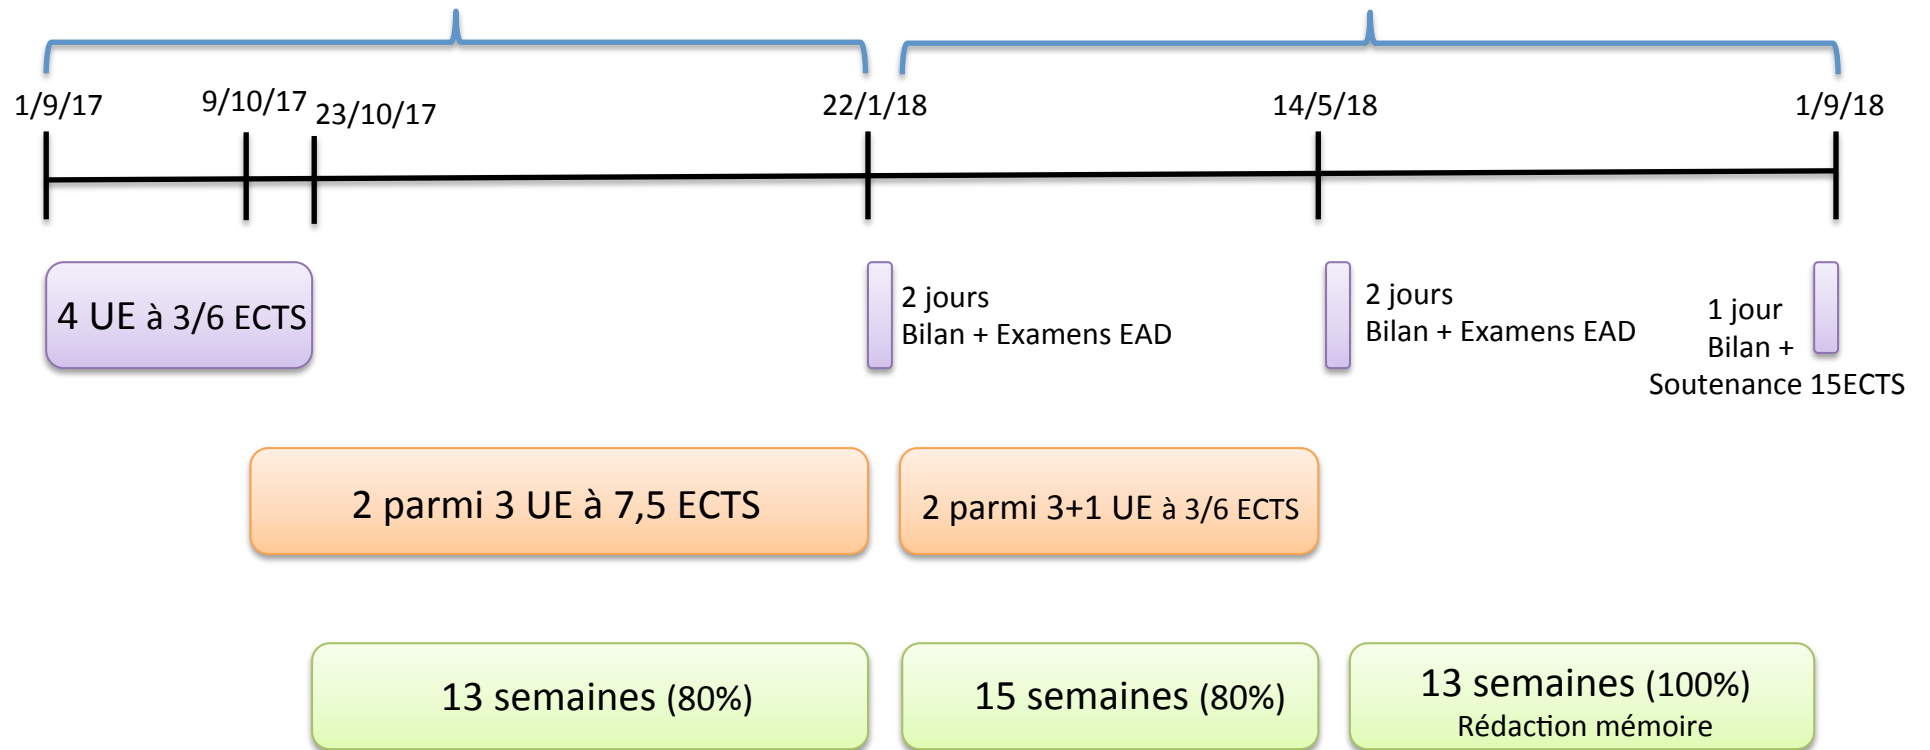 1/9/17
9/10/17
23/10/17
22/1/18
14/5/18
1/9/18
4 UE à 3/6 ECTS
2 jours
Bilan + Examens EAD
2 jours
Bilan + Examens EAD
1 jour
Bilan +
Soutenance 15ECTS
2 parmi 3 UE à 7,5 ECTS
2 parmi 3+1 UE à 3/6 ECTS
13 semaines (80%)
15 semaines (80%)
13 semaines (100%)
Rédaction mémoire